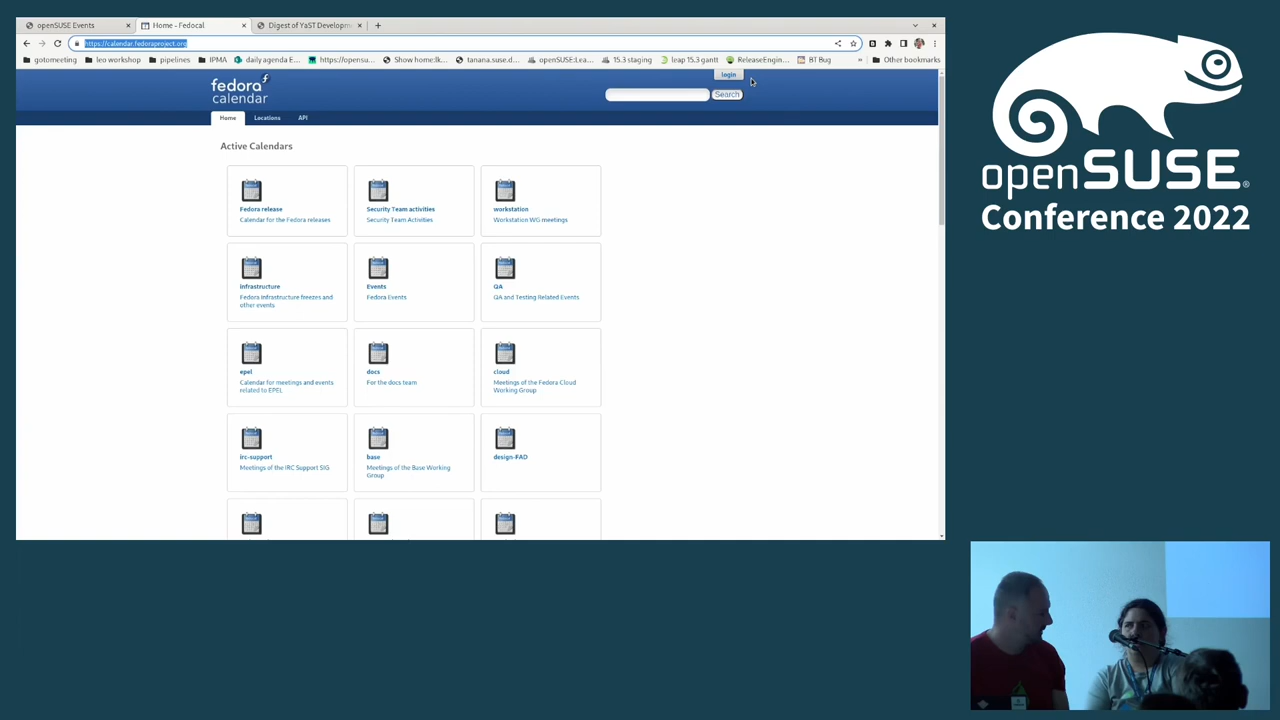 openSUSE Events
Home - Fedocal
Digest of YaST Developm
https://calendar.fedoraproject.org
gotomeeting
leo workshop
pipelines
IPMA
daily agenda E...
https://opensu...
Show home:lk...
tanana.suse.d...
openSUSE:Lea...
15.3 staging
leap 15.3 gantt
ReleaseEngin...
BT Bug
»
Other bookmarks
login
fedora
calendar
Search
Home
Locations
API
Active Calendars
Fedora release
Calendar for the Fedora releases
Security Team activities
Security Team Activities
workstation
Workstation WG meetings
infrastructure
Fedora Infrastructure freezes and
other events
Events
Fedora Events
QA
QA and Testing Related Events
epel
Calendar for meetings and events
related to EPEL
docs
For the docs team
cloud
Meetings of the Fedora Cloud
Working Group
irc-support
Meetings of the IRC Support SIG
base
Meetings of the Base Working
Group
design-FAD
openSUSE®
Conference 2022